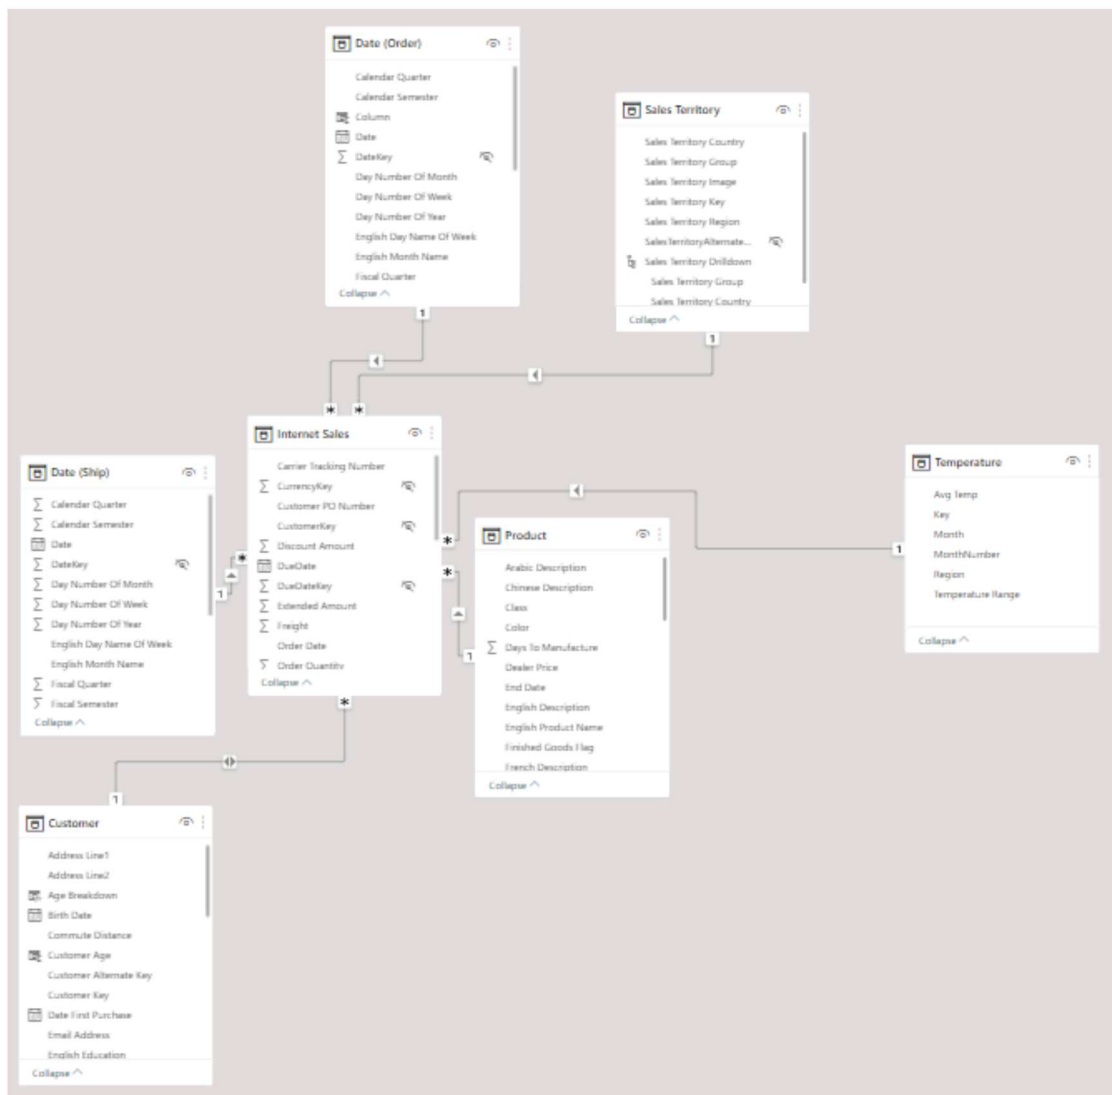 Date (Order)
Calendar Quarter
Calendar Semester
Column
Date
DateKey
Day Number Of Month
Day Number Of Week
Day Number Of Year
English Day Name Of Week
English Month Name
Fiscal Quarter
Collapse
1
*
Sales Territory
Sales Territory Country
Sales Territory Group
Sales Territory Image
Sales Territory Key
Sales Territory Region
SalesTerritoryAlternate...
Sales Territory Drilldown
Sales Territory Group
Sales Territory Country
Collapse
1
*
Internet Sales
Carrier Tracking Number
CurrencyKey
Customer PO Number
CustomerKey
Discount Amount
DueDate
DueDateKey
Extended Amount
Freight
Order Date
Order Quantity
Collapse
*
Date (Ship)
Calendar Quarter
Calendar Semester
Date
DateKey
Day Number Of Month
Day Number Of Week
Day Number Of Year
English Day Name Of Week
English Month Name
Fiscal Quarter
Fiscal Semester
Collapse
1
*
Product
Arabic Description
Chinese Description
Class
Color
Days To Manufacture
Dealer Price
End Date
English Description
English Product Name
Finished Goods Flag
French Description
Collapse
1
*
Temperature
Avg Temp
Key
Month
MonthNumber
Region
Temperature Range
Collapse
1
*
Customer
Address Line1
Address Line2
Age Breakdown
Birth Date
Commute Distance
Customer Age
Customer Alternate Key
Customer Key
Date First Purchase
Email Address
English Education
Collapse
1